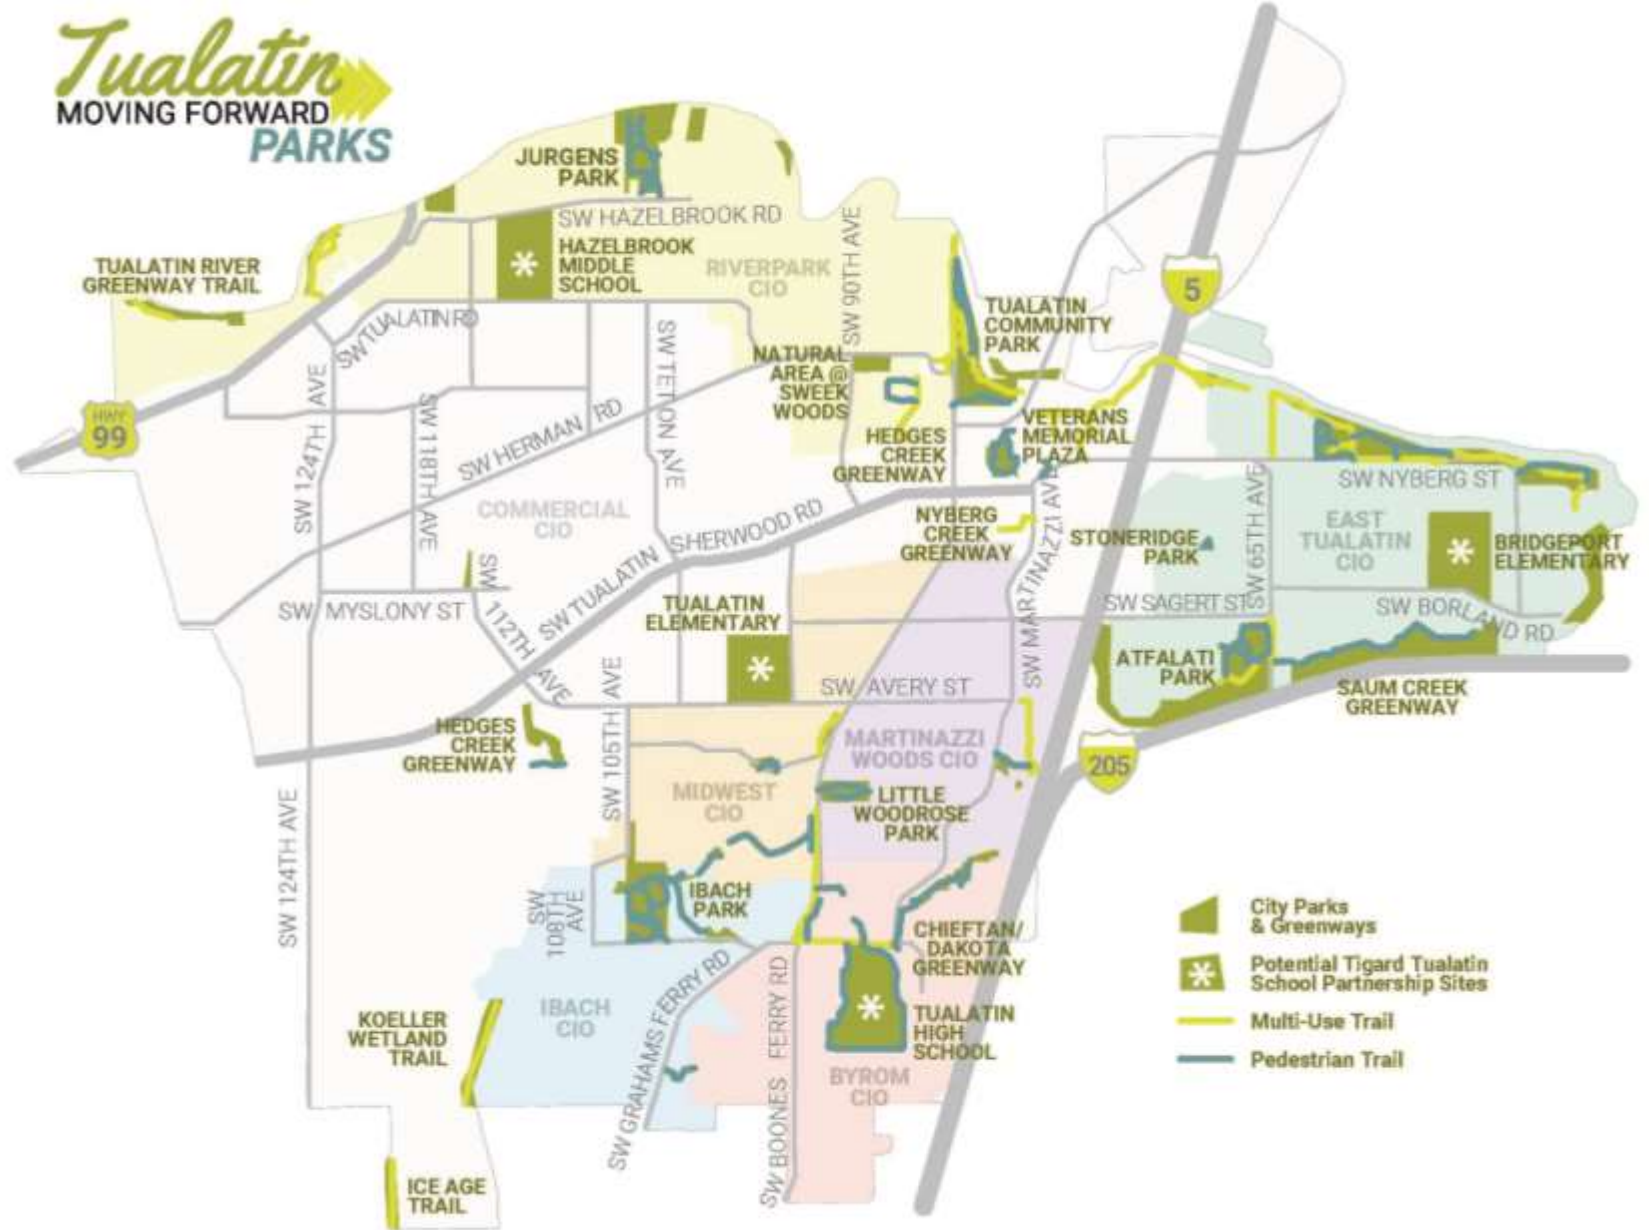 Tualatin
MOVING FORWARD
PARKS
JURGENS
PARK
SW HAZELBROOK RD
HAZELBROOK
MIDDLE
SCHOOL
RIVERPARK
CIO
SW 90TH AVE
TUALATIN RIVER
GREENWAY TRAIL
5
TUALATIN
COMMUNITY
PARK
SW TUALATIN RD
NATURAL
AREA @
SWEEK
WOODS
SW TETON AVE
HWY
99
SW 124TH AVE
SW 118TH AVE
SW HERMAN RD
HEDGES
CREEK
GREENWAY
VETERANS
MEMORIAL
PLAZA
SW NYBERG ST
COMMERCIAL
CIO
SHERWOOD RD
NYBERG
CREEK
GREENWAY
SW MARTINAZZI AVE
STONERIDGE
PARK
SW 65TH AVE
EAST
TUALATIN
CIO
BRIDGEPORT
ELEMENTARY
SW MYSLONY ST
SW
112TH AVE
SW TUALATIN
TUALATIN
ELEMENTARY
SW SAGERT ST
SW BORLAND RD
ATFALATI
PARK
SW AVERY ST
SAUM CREEK
GREENWAY
HEDGES
CREEK
GREENWAY
SW 105TH AVE
MARTINAZZI
WOODS CIO
205
MIDWEST
CIO
LITTLE
WOODROSE
PARK
SW 124TH AVE
SW
108TH
AVE
IBACH
PARK
CHIEFTAN/
DAKOTA
GREENWAY
City Parks
& Greenways
Potential Tigard Tualatin
School Partnership Sites
Multi-Use Trail
Pedestrian Trail
KOELLER
WETLAND
TRAIL
IBACH
CIO
SW GRAHAMS FERRY RD
SW BOONES FERRY RD
TUALATIN
HIGH
SCHOOL
BYROM
CIO
ICE AGE
TRAIL